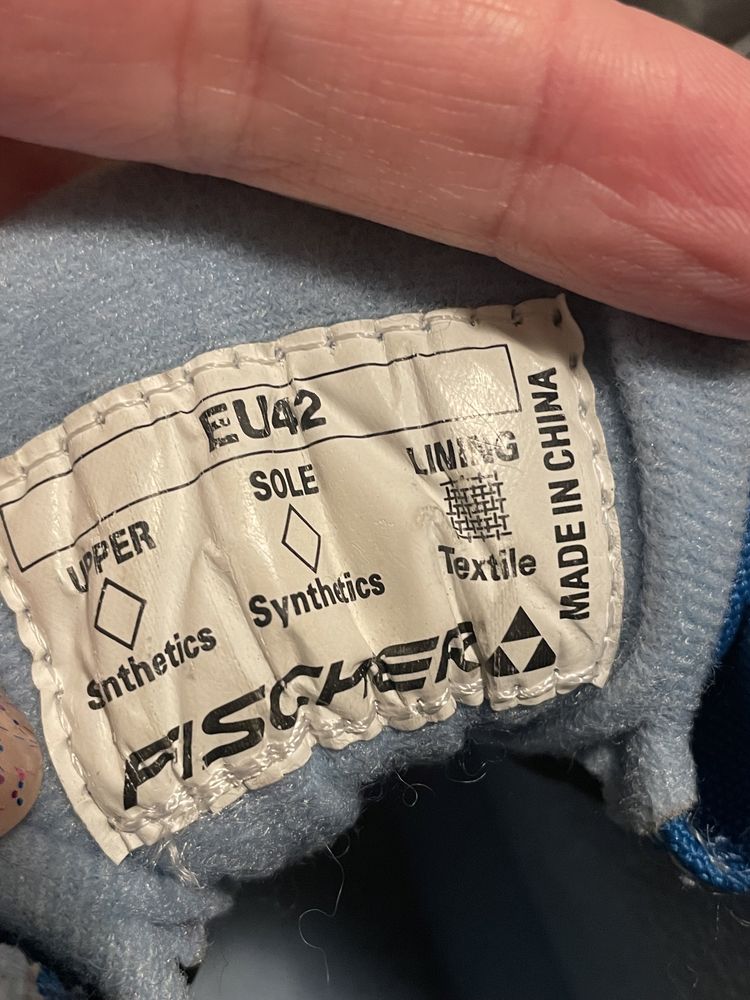 EU42
UPPER
Snthetics
SOLE
Synthetics
LINING
Textile
MADE IN CHINA
FISCHER